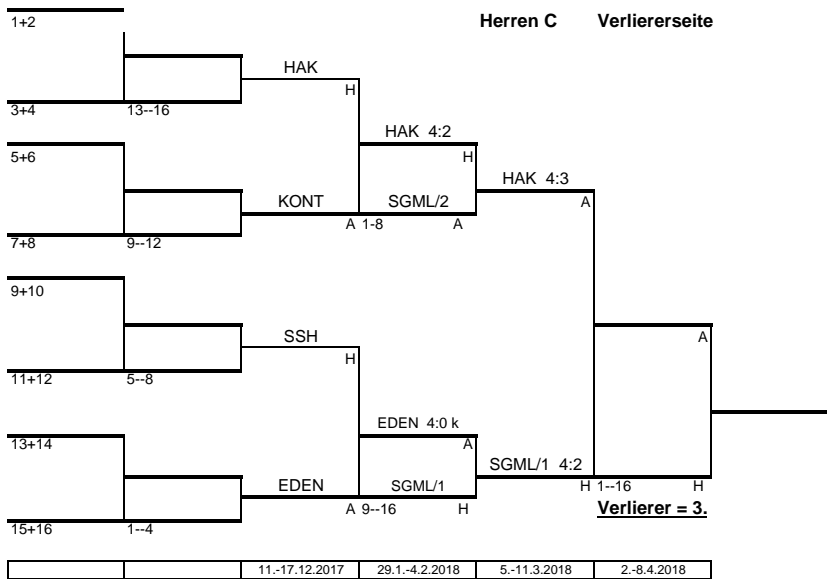 Herren C Verliererseite
1+2
HAK
H
3+4 13--16
HAK 4:2
5+6 H
HAK 4:3
KONT SGML/2 A
A 1-8 A
7+8 9--12
9+10
SSH A
H
11+12 5--8
EDEN 4:0 k
13+14 A
SGML/1 4:2
EDEN SGML/1 H 1--16 H
A 9--16 H Verlierer = 3.
15+16 1--4
11.-17.12.2017 29.1.-4.2.2018 5.-11.3.2018 2.-8.4.2018